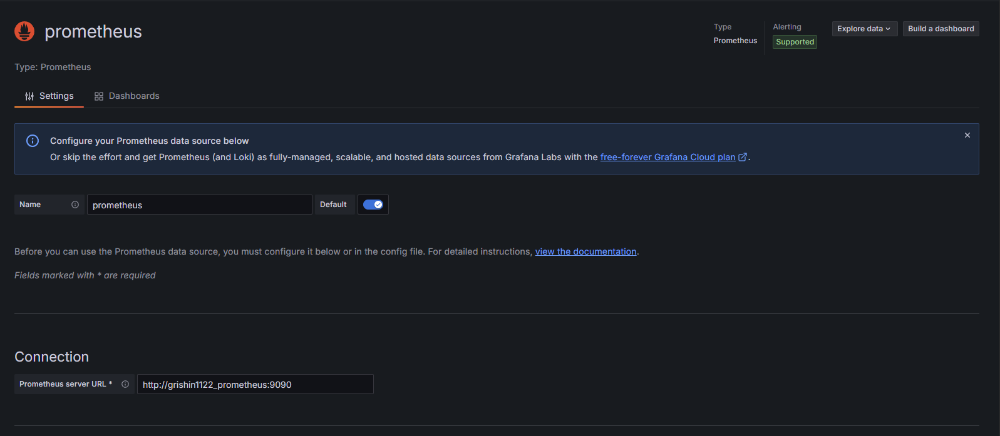 prometheus
Type
Prometheus
Alerting
Supported
Explore data
Build a dashboard
Type: Prometheus
Settings
Dashboards
Configure your Prometheus data source below
Or skip the effort and get Prometheus (and Loki) as fully-managed, scalable, and hosted data sources from Grafana Labs with the free-forever Grafana Cloud plan.
Name
prometheus
Default
Before you can use the Prometheus data source, you must configure it below or in the config file. For detailed instructions, view the documentation.
Fields marked with * are required
Connection
Prometheus server URL *
http://grishin1122_prometheus:9090